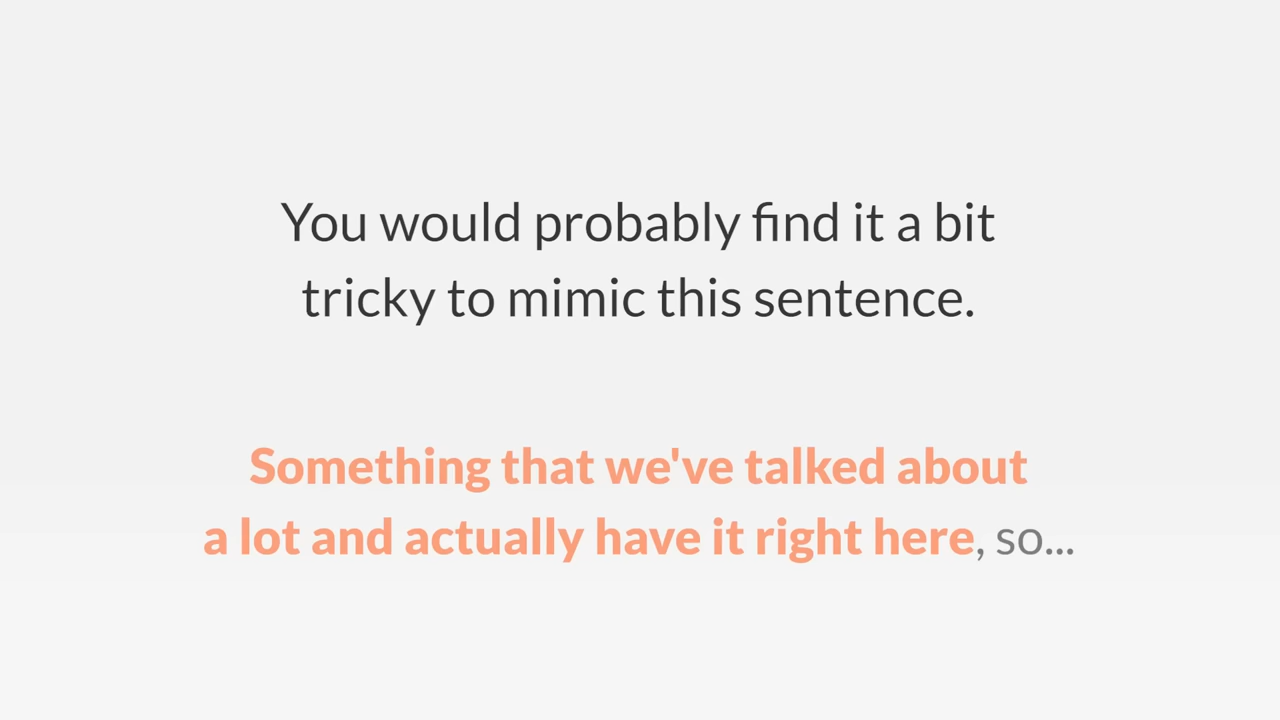 You would probably find it a bit
tricky to mimic this sentence.
Something that we've talked about
a lot and actually have it right here, so...